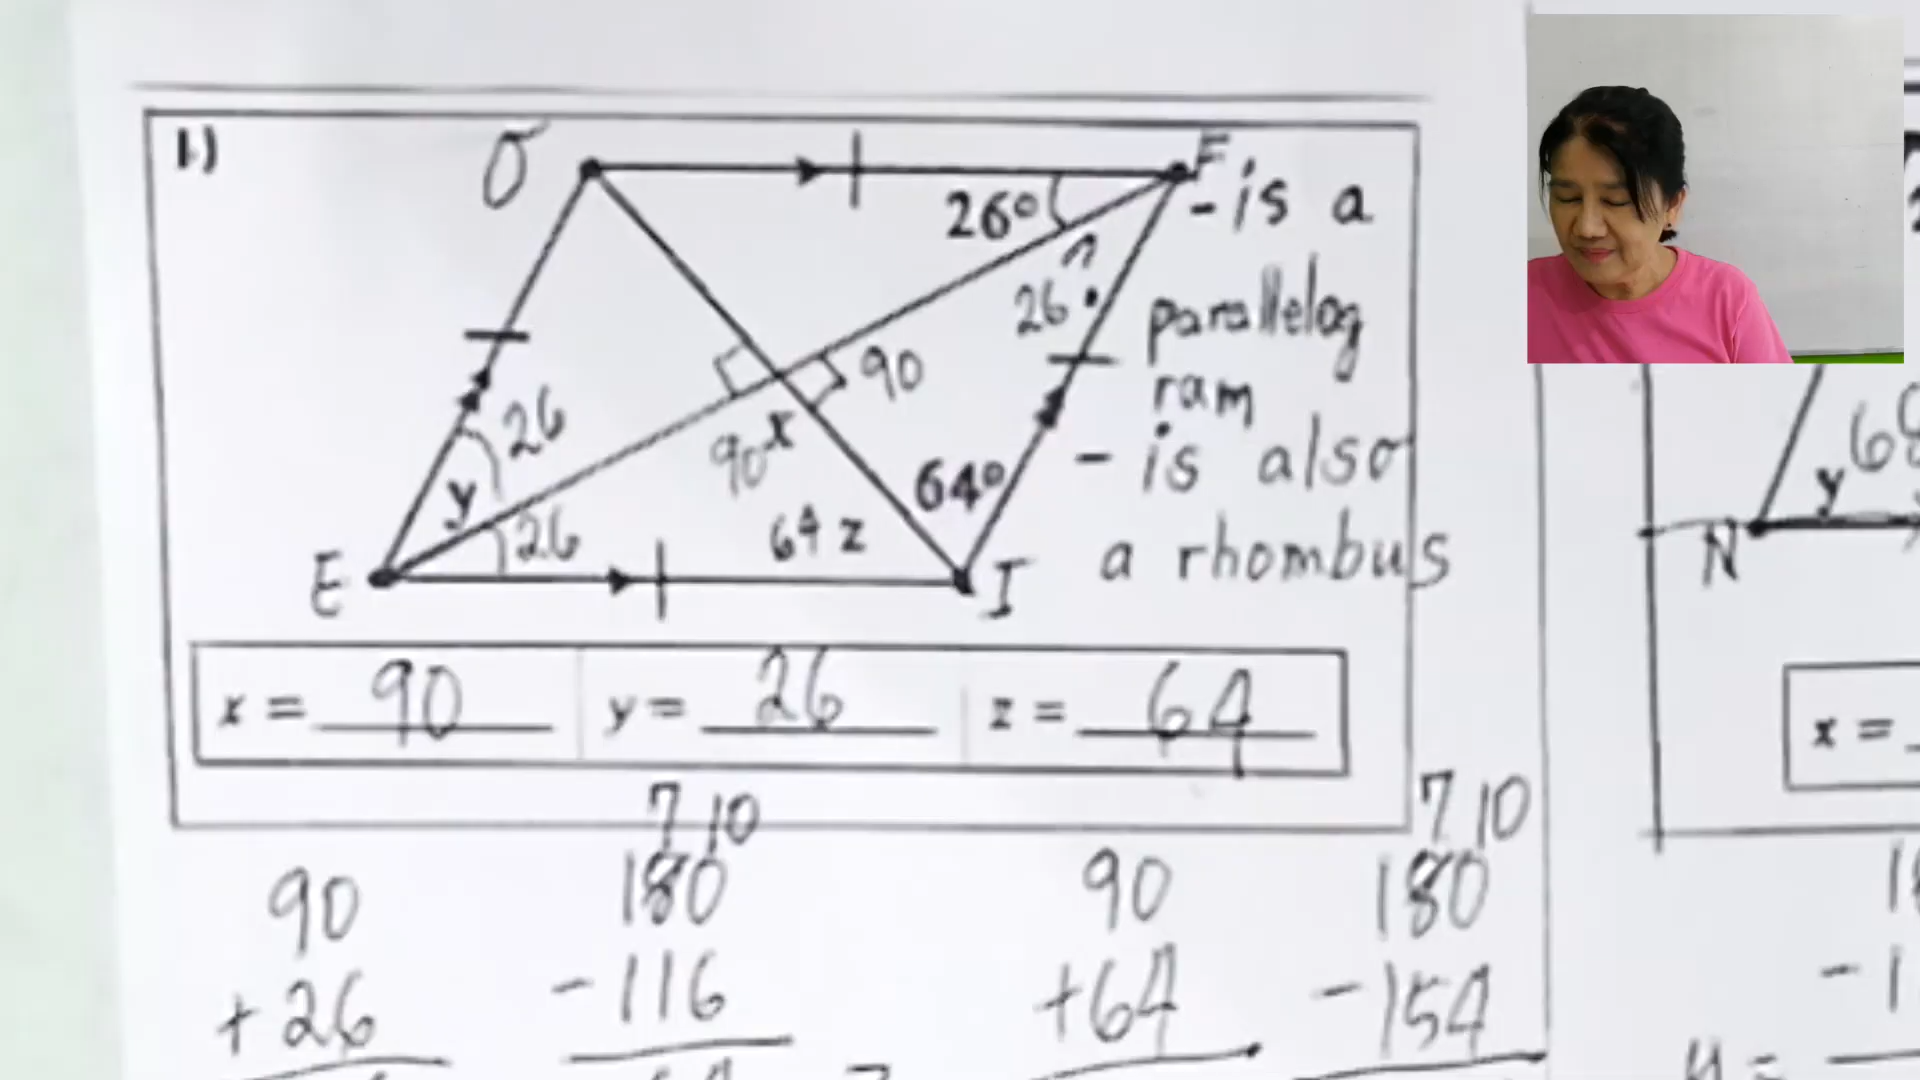 1.)
O
F
26°
- is a
n
26
parallelog
ram
90
26
x
90
- is also
64°
y
26
64 z
a rhombus
E
I
x = 90
y = 26
z = 64
7 10
180
- 116
90
+ 26
90
+ 64
7 10
180
- 154
y 68
N
x =
y =